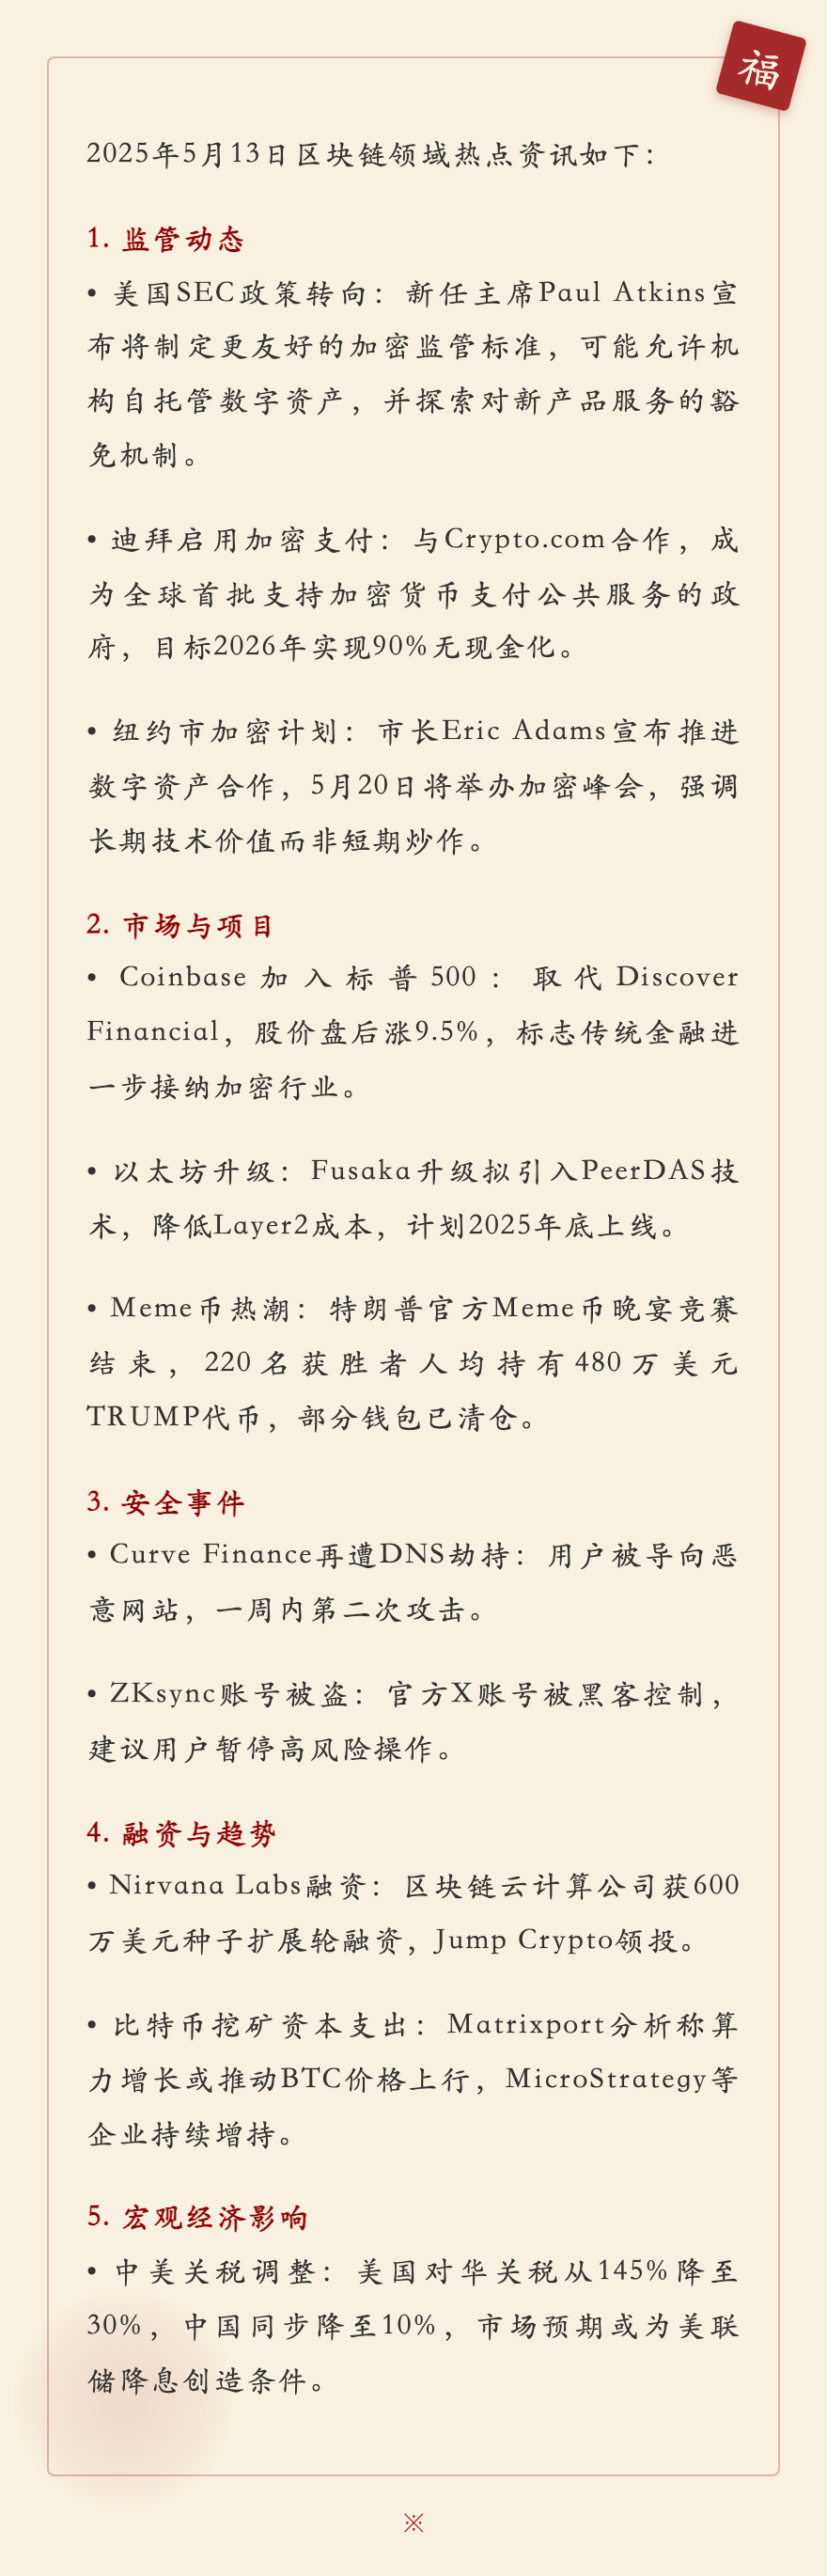 福
2025年5月13日区块链领域热点资讯如下：
1. 监管动态
• 美国SEC政策转向：新任主席Paul Atkins宣
布将制定更友好的加密监管标准，可能允许机
构自托管数字资产，并探索对新产品服务的豁
免机制。
• 迪拜启用加密支付：与Crypto.com合作，成
为全球首批支持加密货币支付公共服务的政
府，目标2026年实现90%无现金化。
• 纽约市加密计划：市长Eric Adams宣布推进
数字资产合作，5月20日将举办加密峰会，强调
长期技术价值而非短期炒作。
2. 市场与项目
• Coinbase加入标普500：取代Discover
Financial，股价盘后涨9.5%，标志传统金融进
一步接纳加密行业。
• 以太坊升级：Fusaka升级拟引入PeerDAS技
术，降低Layer2成本，计划2025年底上线。
• Meme币热潮：特朗普官方Meme币晚宴竞赛
结束，220名获胜者人均持有480万美元
TRUMP代币，部分钱包已清仓。
3. 安全事件
• Curve Finance再遭DNS劫持：用户被导向恶
意网站，一周内第二次攻击。
• ZKsync账号被盗：官方X账号被黑客控制，
建议用户暂停高风险操作。
4. 融资与趋势
• Nirvana Labs融资：区块链云计算公司获600
万美元种子扩展轮融资，Jump Crypto领投。
• 比特币挖矿资本支出：Matrixport分析称算
力增长或推动BTC价格上行，MicroStrategy等
企业持续增持。
5. 宏观经济影响
• 中美关税调整：美国对华关税从145%降至
30%，中国同步降至10%，市场预期或为美联
储降息创造条件。
※